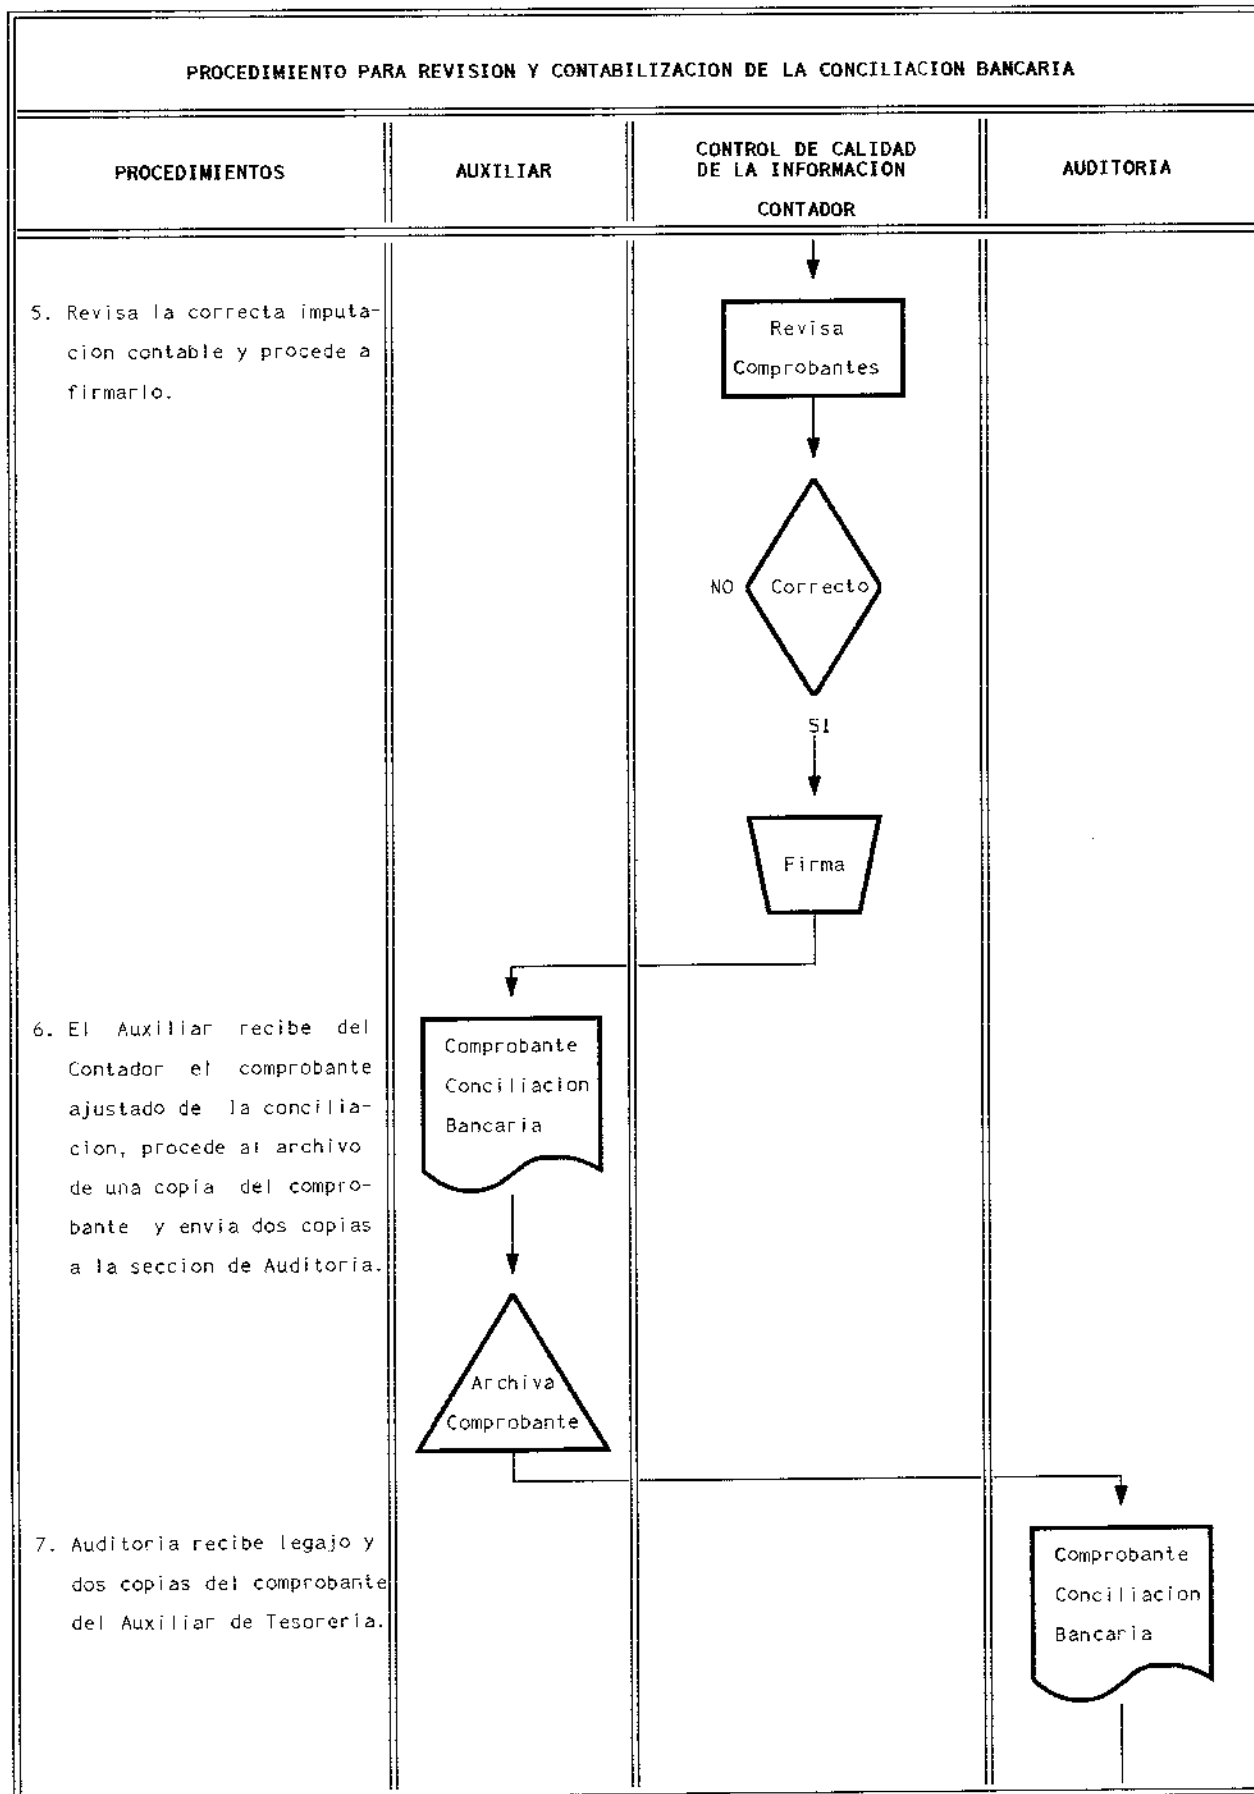 PROCEDIMIENTO PARA REVISION Y CONTABILIZACION DE LA CONCILIACION BANCARIA
PROCEDIMIENTOS
AUXILIAR
CONTROL DE CALIDAD
DE LA INFORMACION
CONTADOR
AUDITORIA
5. Revisa la correcta imputa-
cion contable y procede a
firmarlo.
Revisa
Comprobantes
NO
Correcto
SI
Firma
6. El Auxiliar recibe del
Contador el comprobante
ajustado de la concilia-
cion, procede al archivo
de una copia del compro-
bante y envia dos copias
a la seccion de Auditoria.
Comprobante
Conciliacion
Bancaria
Archiva
Comprobante
7. Auditoria recibe legajo y
dos copias del comprobante
del Auxiliar de Tesoreria.
Comprobante
Conciliacion
Bancaria